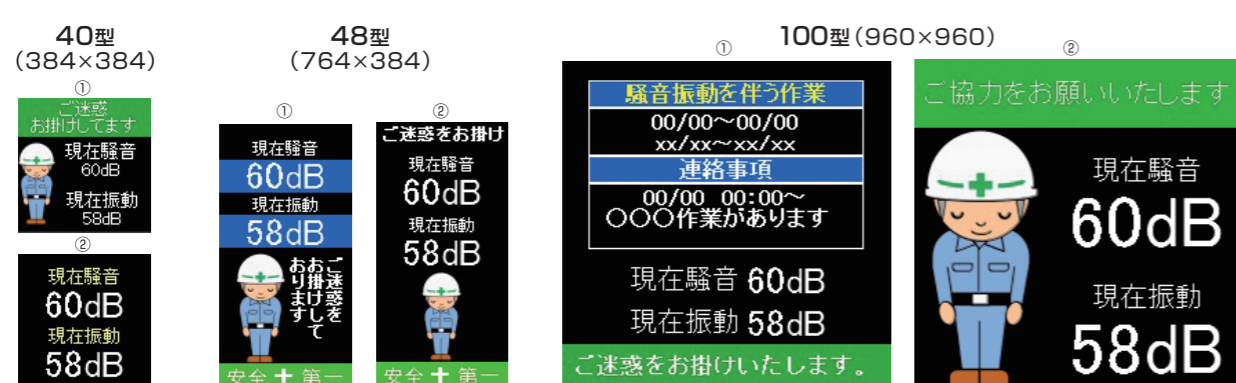 40型
(384×384)
①
ご迷惑
お掛けしてます
現在騒音
60dB
現在振動
58dB
②
現在騒音
60dB
現在振動
58dB
48型
(764×384)
①
現在騒音
60dB
現在振動
58dB
ご迷惑を
お掛けして
おります
安全＋第一
②
ご迷惑をお掛け
現在騒音
60dB
現在振動
58dB
安全＋第一
100型(960×960)
①
騒音振動を伴う作業
00/00～00/00
xx/xx～xx/xx
連絡事項
00/00 00:00～
〇〇〇作業があります
現在騒音 60dB
現在振動 58dB
ご迷惑をお掛けいたします。
②
ご協力をお願いいたします
現在騒音
60dB
現在振動
58dB